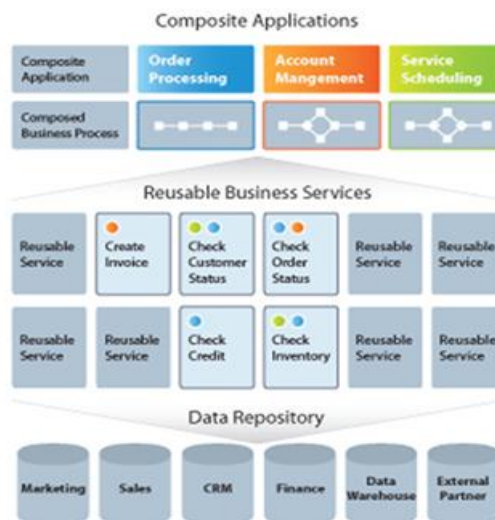 Composite Applications
Composite
Application
Order
Processing
Account
Mangement
Service
Scheduling
Composed
Business Process
Reusable Business Services
Reusable
Service
Create
Invoice
Check
Customer
Status
Check
Order
Status
Reusable
Service
Reusable
Service
Reusable
Service
Reusable
Service
Check
Credit
Check
Inventory
Reusable
Service
Reusable
Service
Data Repository
Marketing
Sales
CRM
Finance
Data
Warehouse
External
Partner